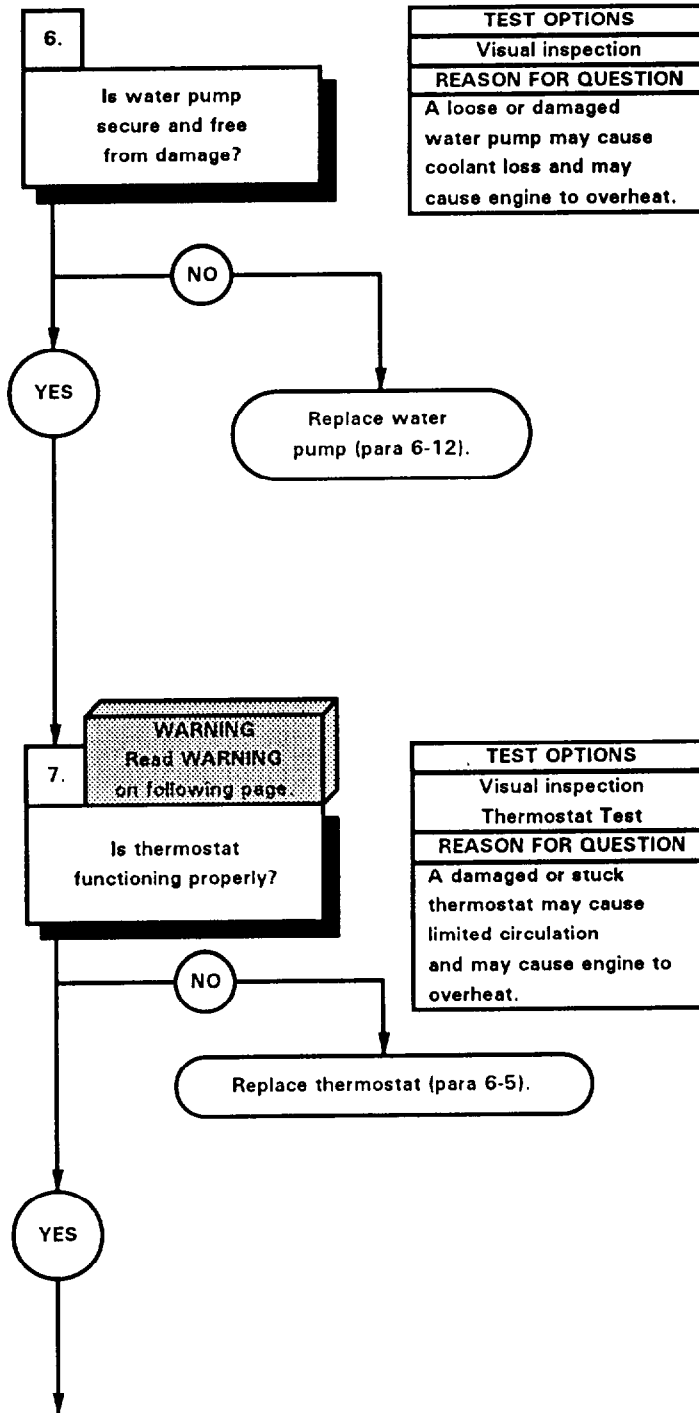 6.
Is water pump
secure and free
from damage?
TEST OPTIONS
Visual inspection
REASON FOR QUESTION
A loose or damaged
water pump may cause
coolant loss and may
cause engine to overheat.
NO
YES
Replace water
pump (para 6-12).
WARNING
Read WARNING
on following page
7.
Is thermostat
functioning properly?
TEST OPTIONS
Visual inspection
Thermostat Test
REASON FOR QUESTION
A damaged or stuck
thermostat may cause
limited circulation
and may cause engine to
overheat.
NO
Replace thermostat (para 6-5).
YES